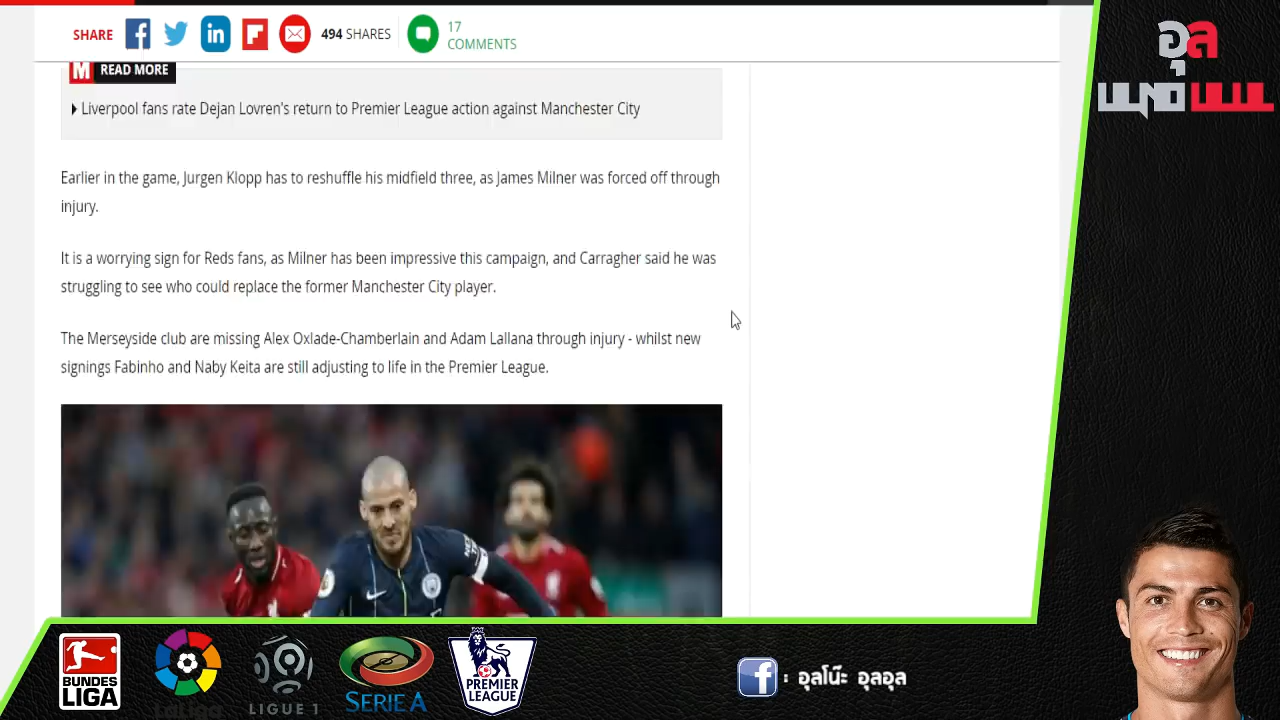 SHARE
494 SHARES
17
COMMENTS
M READ MORE
Liverpool fans rate Dejan Lovren's return to Premier League action against Manchester City
Earlier in the game, Jurgen Klopp has to reshuffle his midfield three, as James Milner was forced off through
injury.
It is a worrying sign for Reds fans, as Milner has been impressive this campaign, and Carragher said he was
struggling to see who could replace the former Manchester City player.
The Merseyside club are missing Alex Oxlade-Chamberlain and Adam Lallana through injury - whilst new
signings Fabinho and Naby Keita are still adjusting to life in the Premier League.
อุล
BUNDES
LIGA
LaLiga
LIGUE 1
SERIE A
PREMIER
LEAGUE
f : อุลโน๊ะ อุลอุล